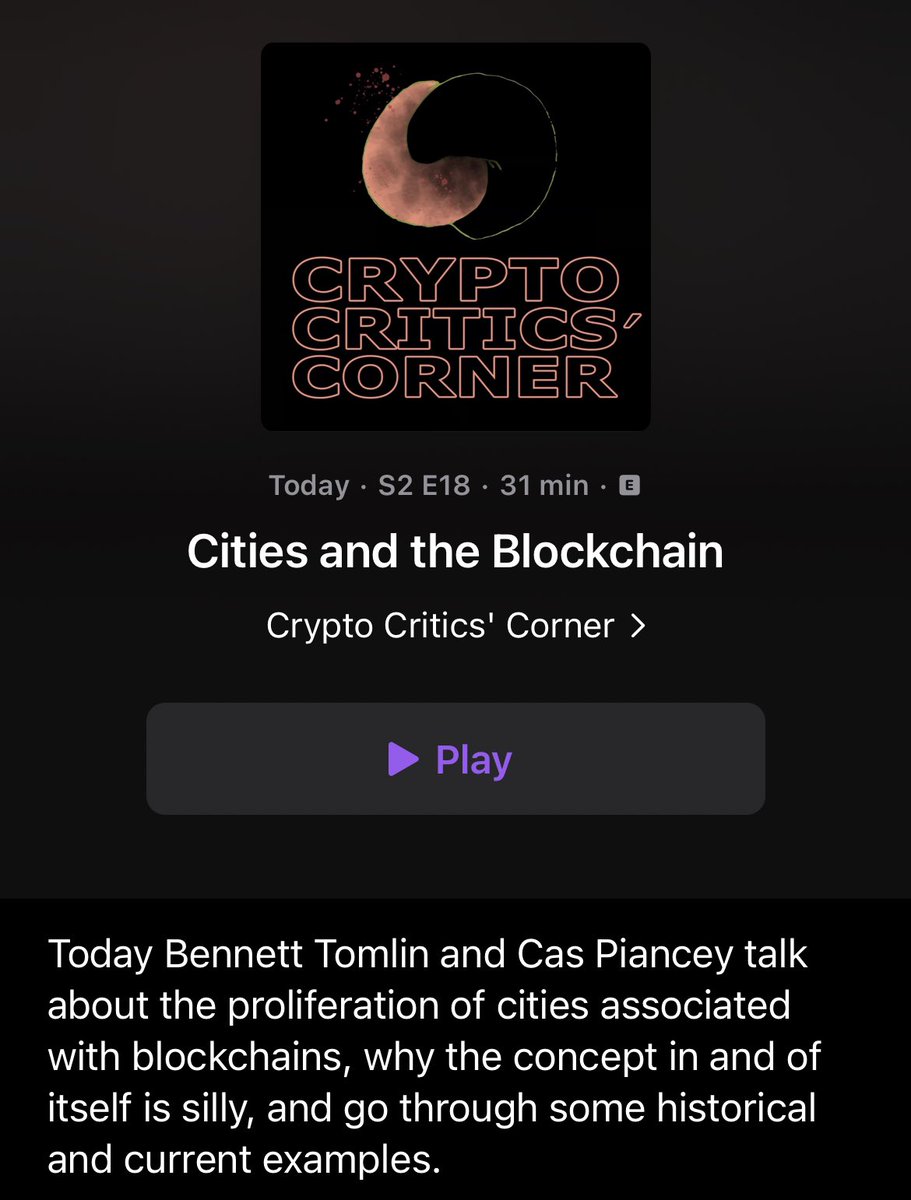 CRYPTO
CRITICS'
CORNER
Today · S2 E18 · 31 min · E
Cities and the Blockchain
Crypto Critics' Corner >
Play
Today Bennett Tomlin and Cas Piancey talk
about the proliferation of cities associated
with blockchains, why the concept in and of
itself is silly, and go through some historical
and current examples.